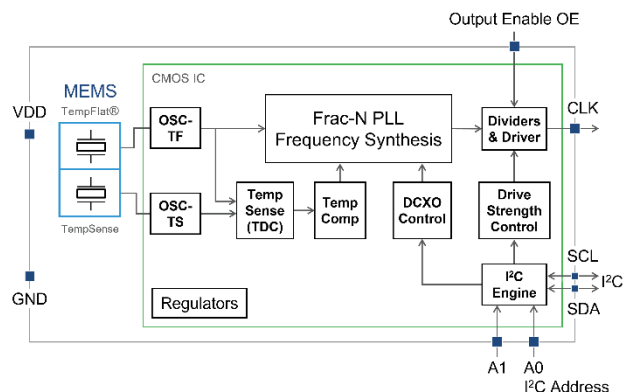 Output Enable OE
MEMS
TempFlat®
CMOS IC
VDD
OSC-
TF
Frac-N PLL
Frequency Synthesis
Dividers
& Driver
CLK
TempSense
OSC-
TS
Temp
Sense
(TDC)
Temp
Comp
DCXO
Control
Drive
Strength
Control
GND
Regulators
I²C
Engine
SCL
I²C
SDA
A1
A0
I²C Address